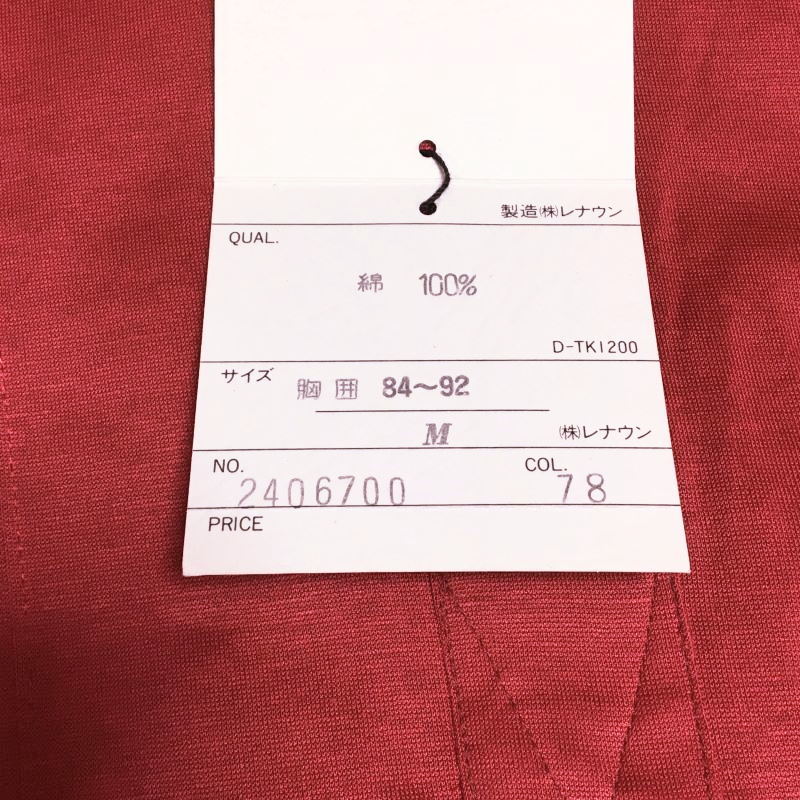 製造㈱レナウン
QUAL.
綿 100%
D-TK1200
サイズ 胸囲 84〜92
M ㈱レナウン
NO. COL.
2406700 78
PRICE